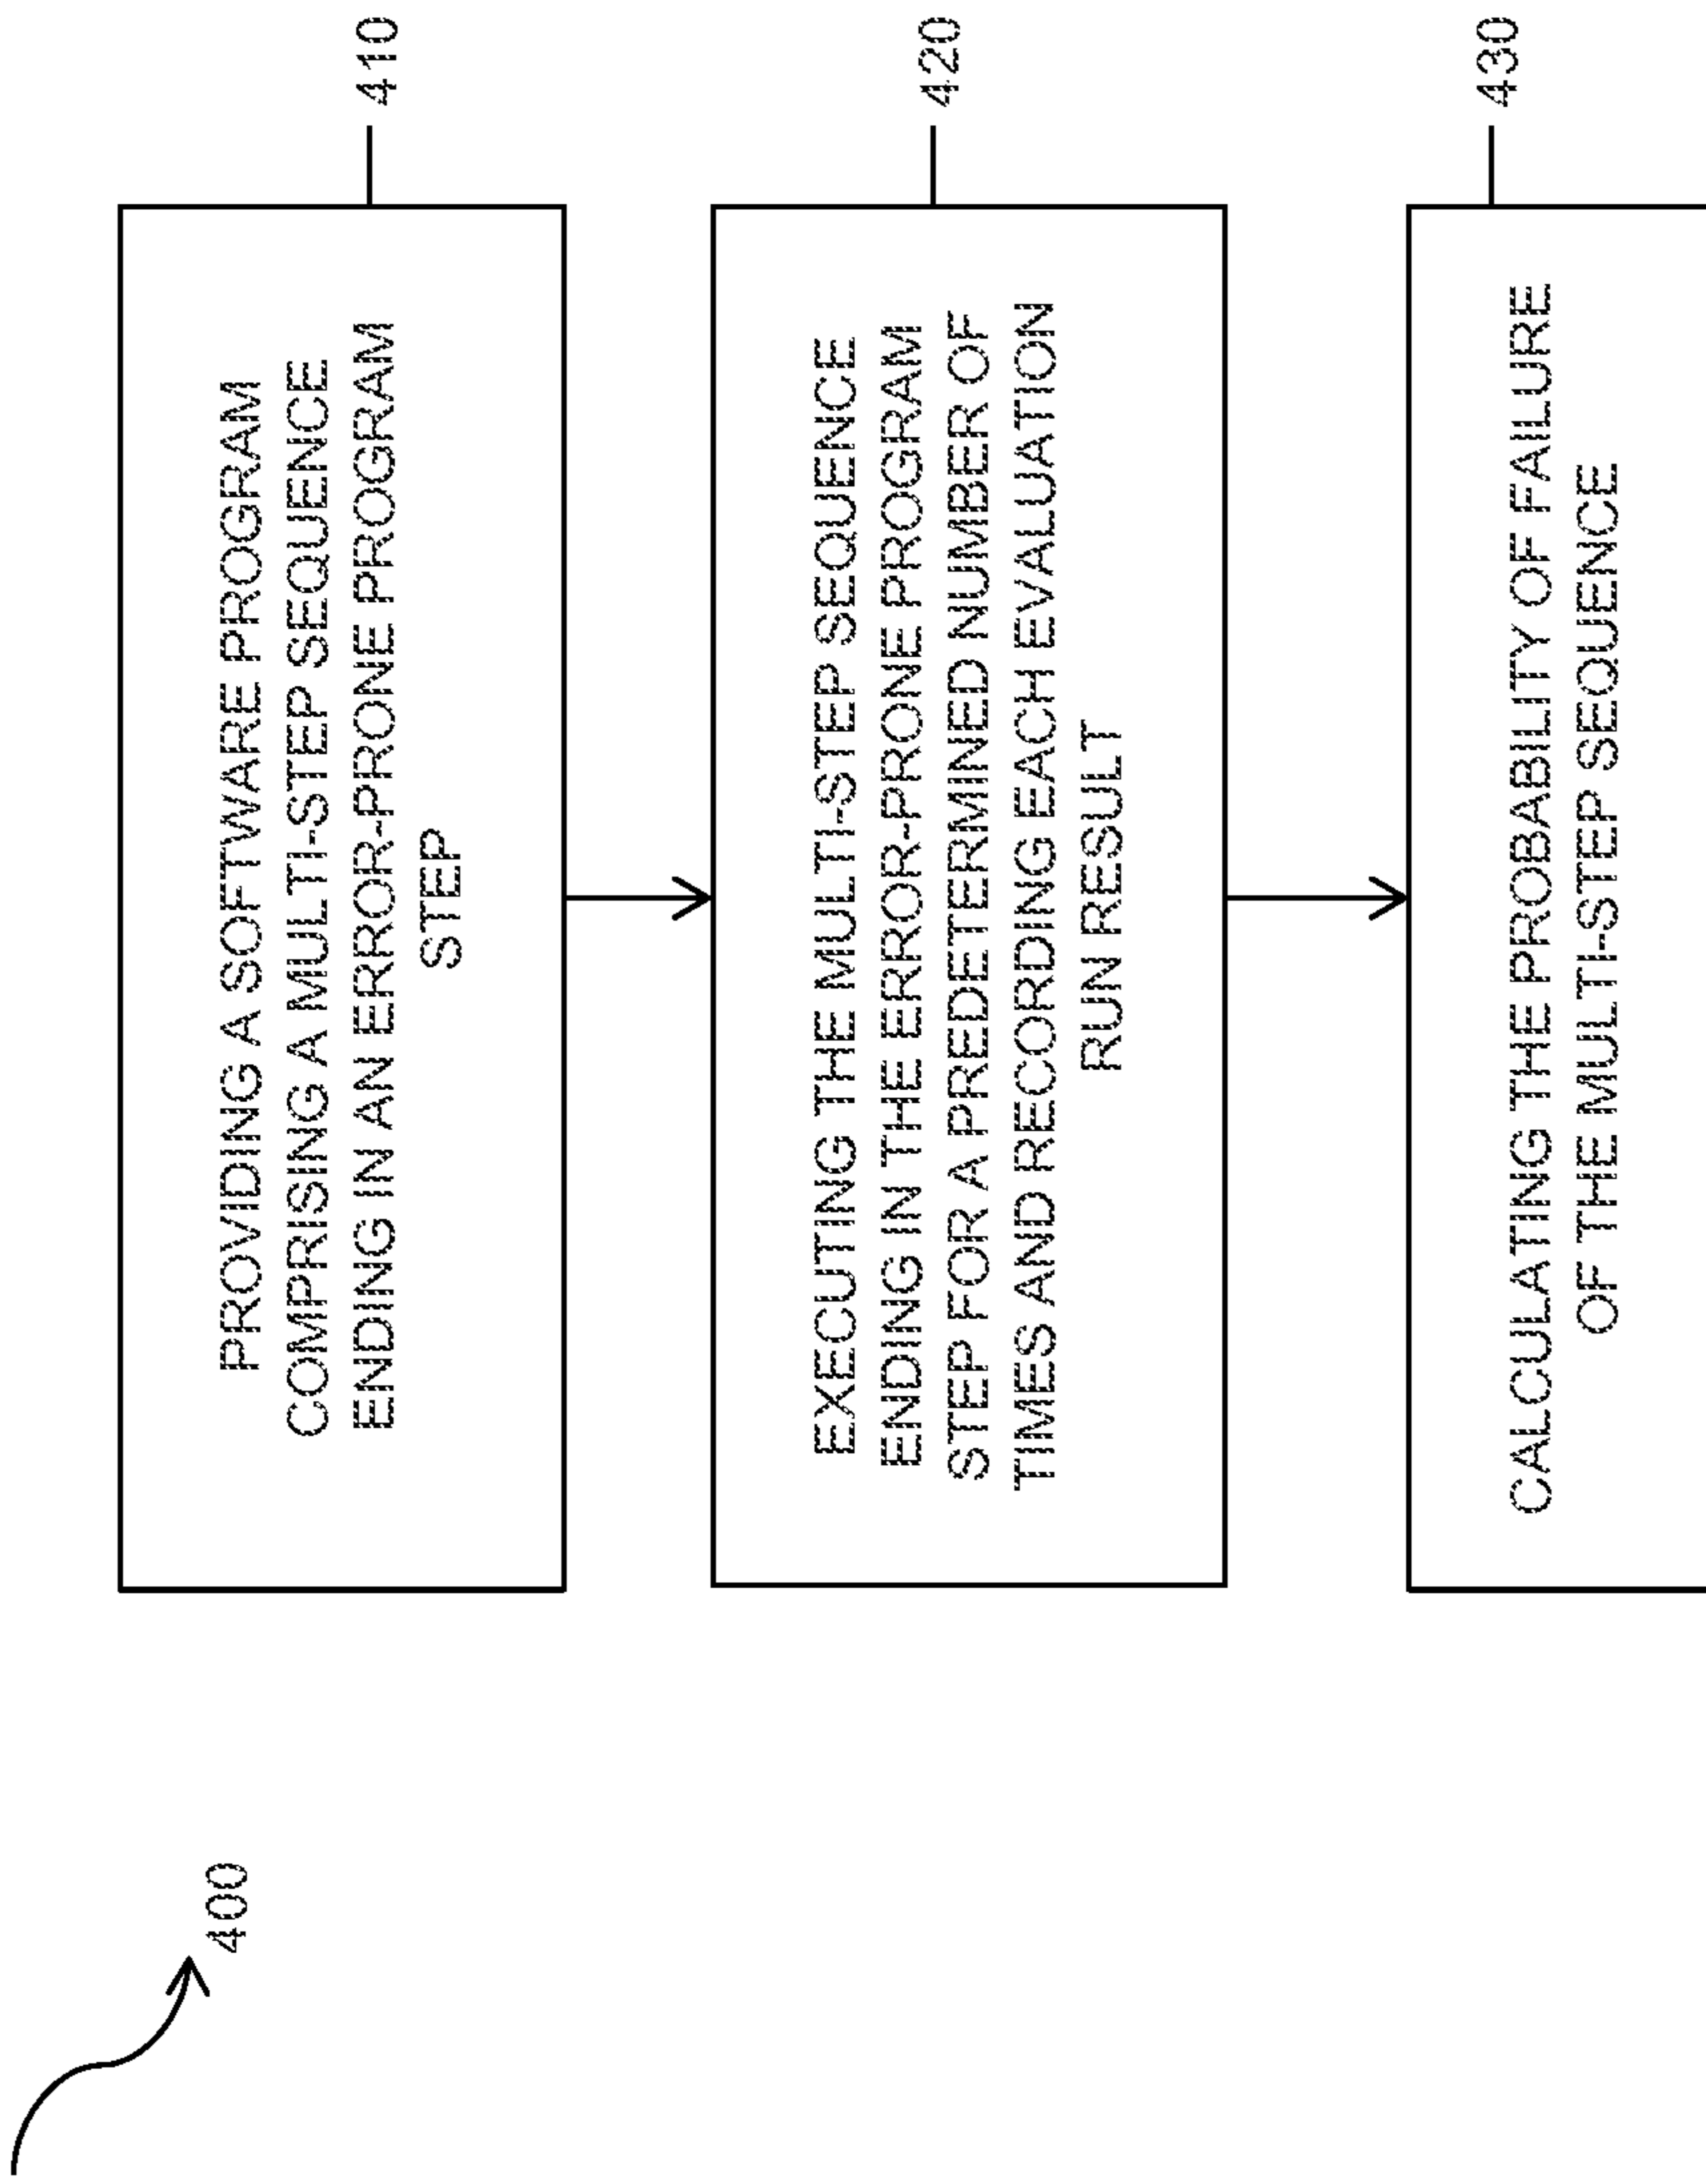 400
PROVIDING A SOFTWARE PROGRAM
COMPRISING A MULTI-STEP SEQUENCE
ENDING IN AN ERROR-PRONE PROGRAM
STEP
410
EXECUTING THE MULTI-STEP SEQUENCE
ENDING IN THE ERROR-PRONE PROGRAM
STEP FOR A PREDETERMINED NUMBER OF
TIMES AND RECORDING EACH EVALUATION
RUN RESULT
420
CALCULATING THE PROBABILITY OF FAILURE
OF THE MULTI-STEP SEQUENCE
430